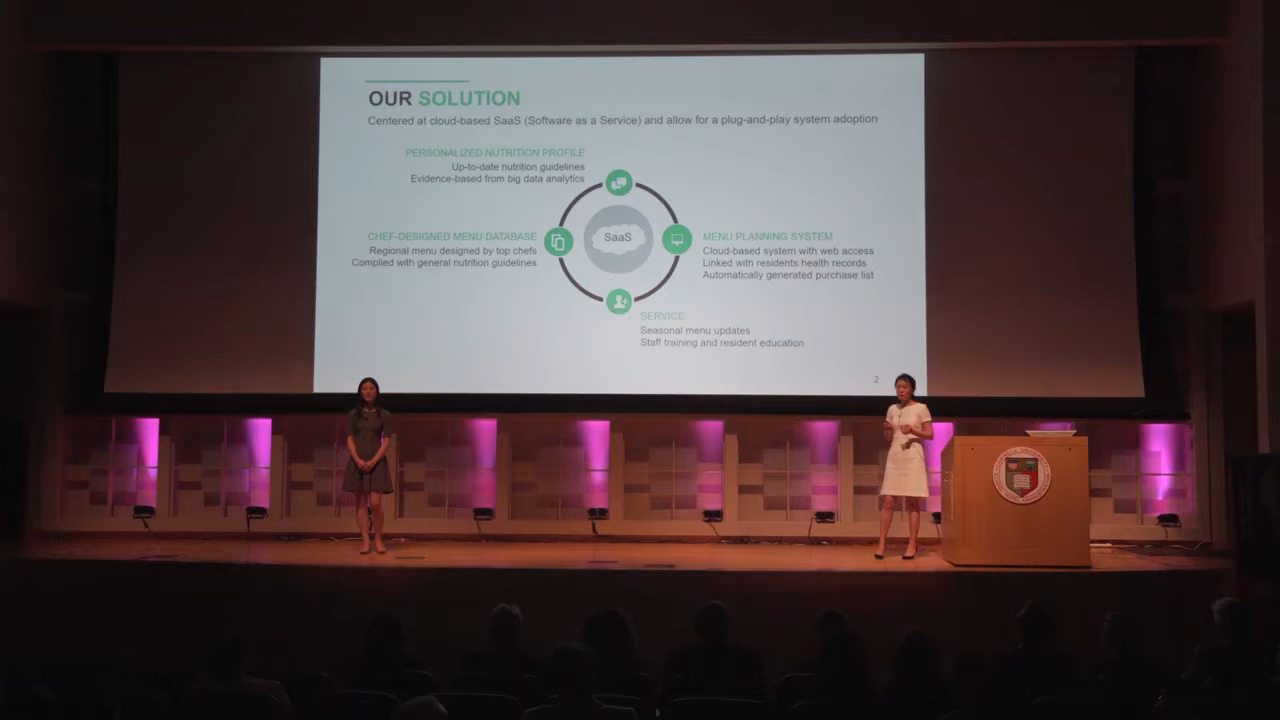 OUR SOLUTION
Centered at cloud-based SaaS (Software as a Service) and allow for a plug-and-play system adoption
PERSONALIZED NUTRITION PROFILE
Up-to-date nutrition guidelines
Evidence-based from big data analytics
SaaS
CHEF-DESIGNED MENU DATABASE
Regional menu designed by top chefs
Complied with general nutrition guidelines
MENU PLANNING SYSTEM
Cloud-based system with web access
Linked with residents health records
Automatically generated purchase list
SERVICE
Seasonal menu updates
Staff training and resident education
2